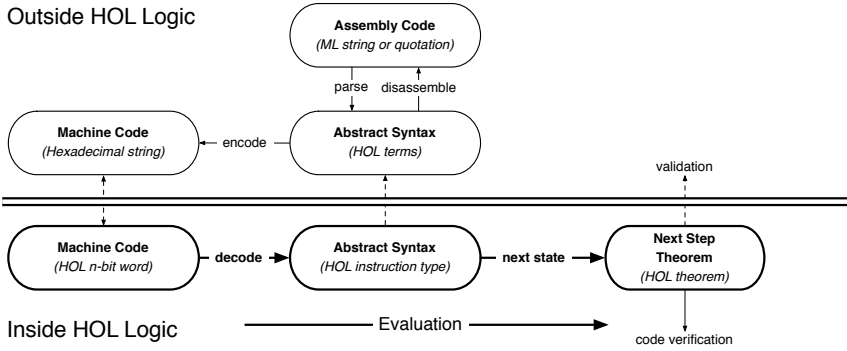 Outside HOL Logic
Assembly Code
(ML string or quotation)
parse
disassemble
Machine Code
(Hexadecimal string)
encode
Abstract Syntax
(HOL terms)
validation
Machine Code
(HOL n-bit word)
decode
Abstract Syntax
(HOL instruction type)
next state
Next Step
Theorem
(HOL theorem)
Inside HOL Logic
Evaluation
code verification